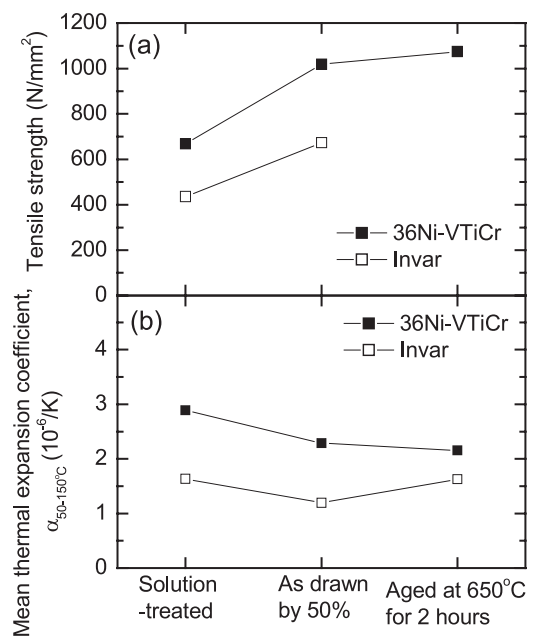 Tensile strength (N/mm²)
(a)
1200
1000
800
600
400
200
0
36Ni-VTiCr
Invar
Mean thermal expansion coefficient,
α50-150°C (10-6/K)
(b)
4
3
2
1
0
36Ni-VTiCr
Invar
Solution
-treated
As drawn
by 50%
Aged at 650°C
for 2 hours